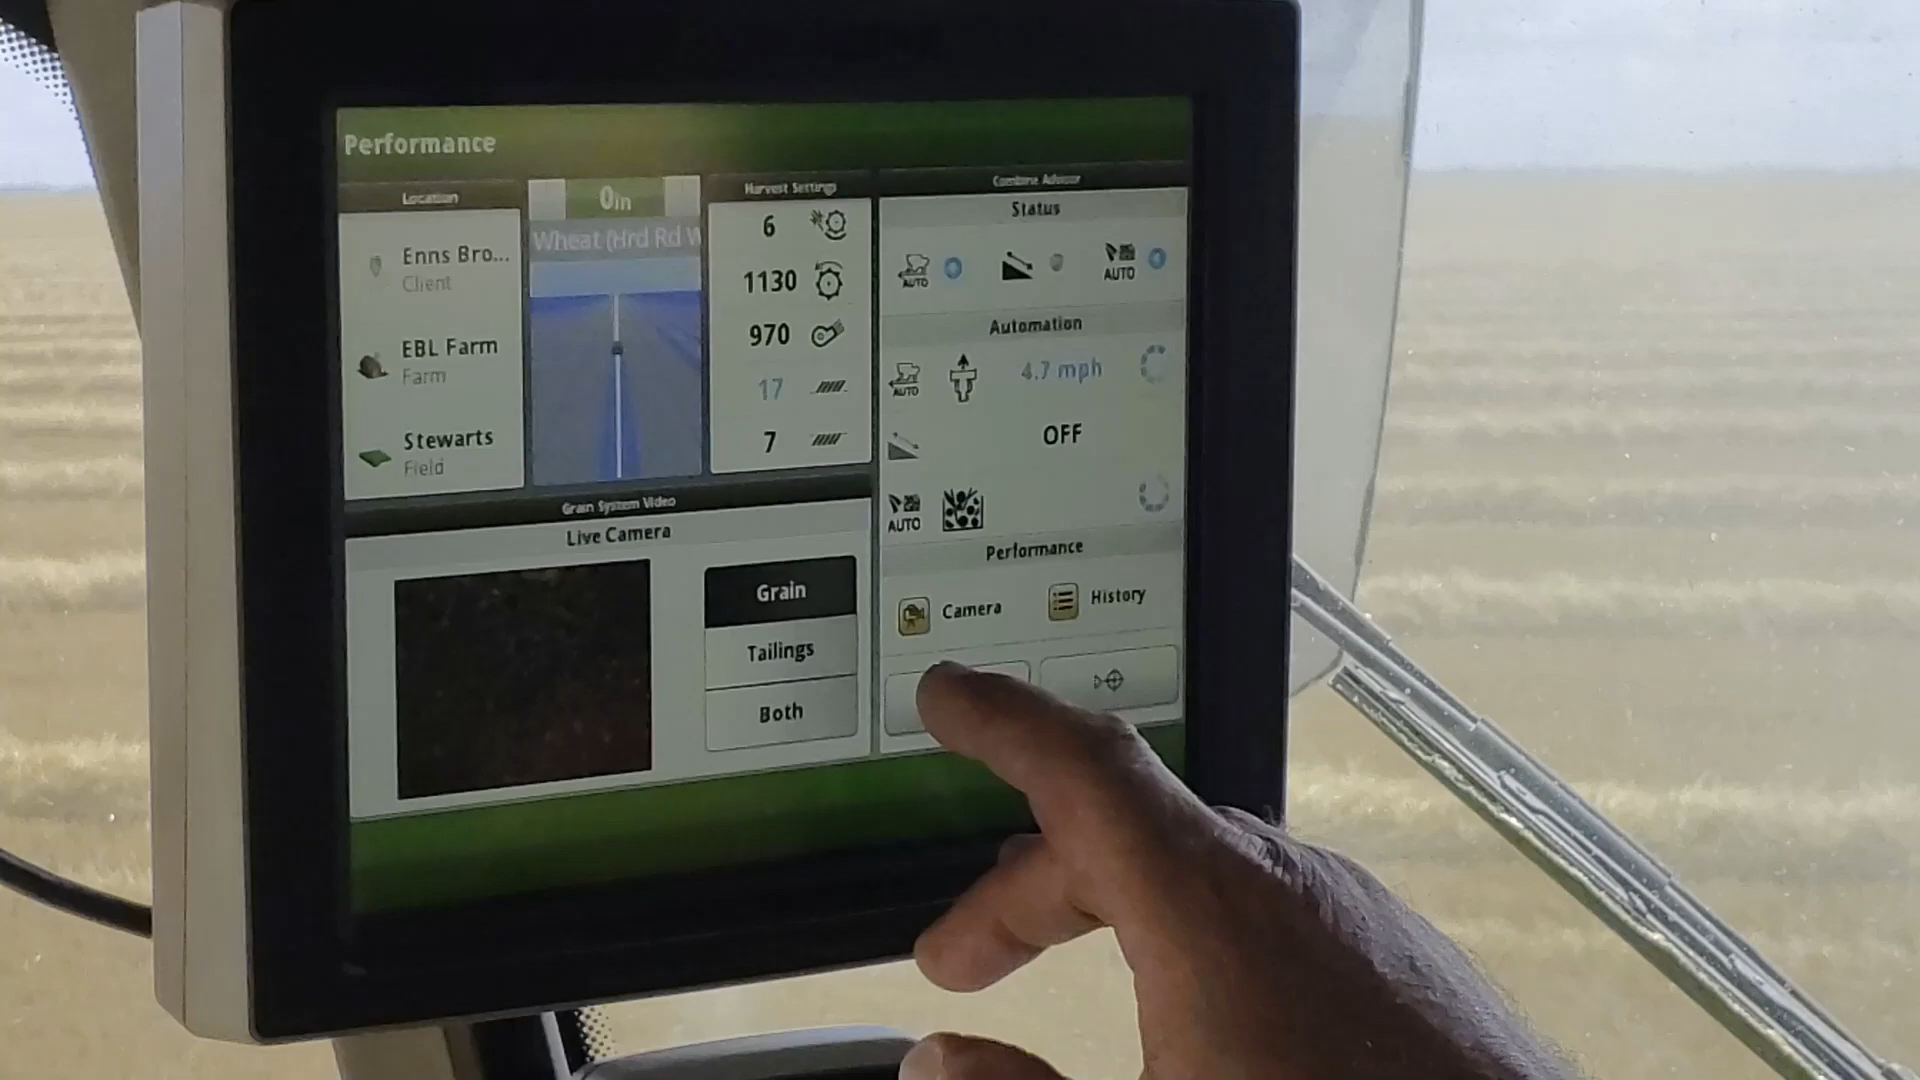 Performance
Location
Enns Bro...
Client
EBL Farm
Farm
Stewarts
Field
0in
Wheat (Hrd Rd W
Harvest Settings
6
1130
970
17
7
Combine Advisor
Status
AUTO
AUTO
Automation
AUTO
4.7 mph
OFF
AUTO
Performance
Camera
History
Grain System Video
Live Camera
Grain
Tailings
Both